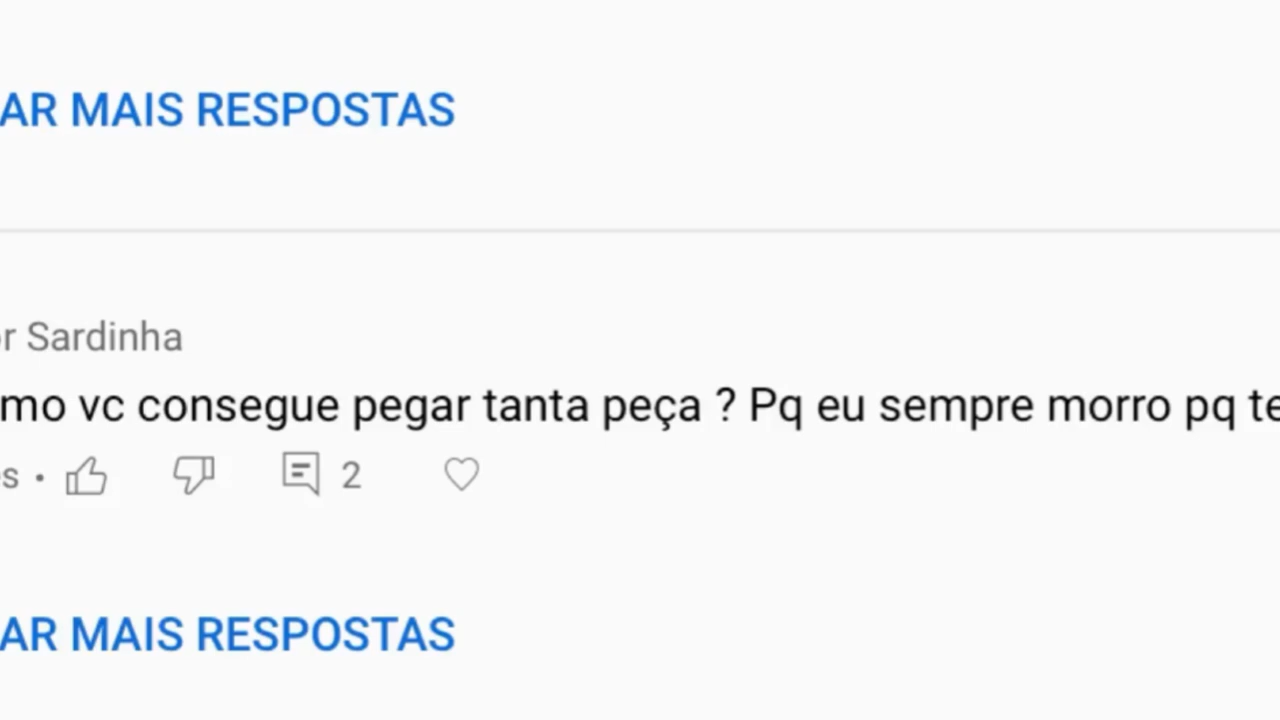 AR MAIS RESPOSTAS
r Sardinha
mo vc consegue pegar tanta peça ? Pq eu sempre morro pq te
s • 2
AR MAIS RESPOSTAS